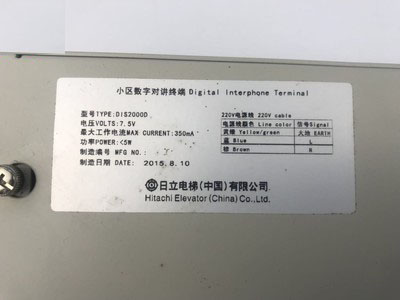 小区数字对讲终端 Digital Interphone Terminal
型号TYPE: DIS2000D
电压VOLTS: 7.5V
最大工作电流MAX CURRENT: 350mA
功率POWER: <5W
制造编号 MFG NO.:
制造日期 DATE: 2015.8.10
220V电源线 220V cable
电源线颜色 Line color 信号Signal
黄绿 Yellow/green 大地 EARTH
蓝 Blue L
棕 Brown N
日立电梯(中国)有限公司
Hitachi Elevator (China) Co.,Ltd.